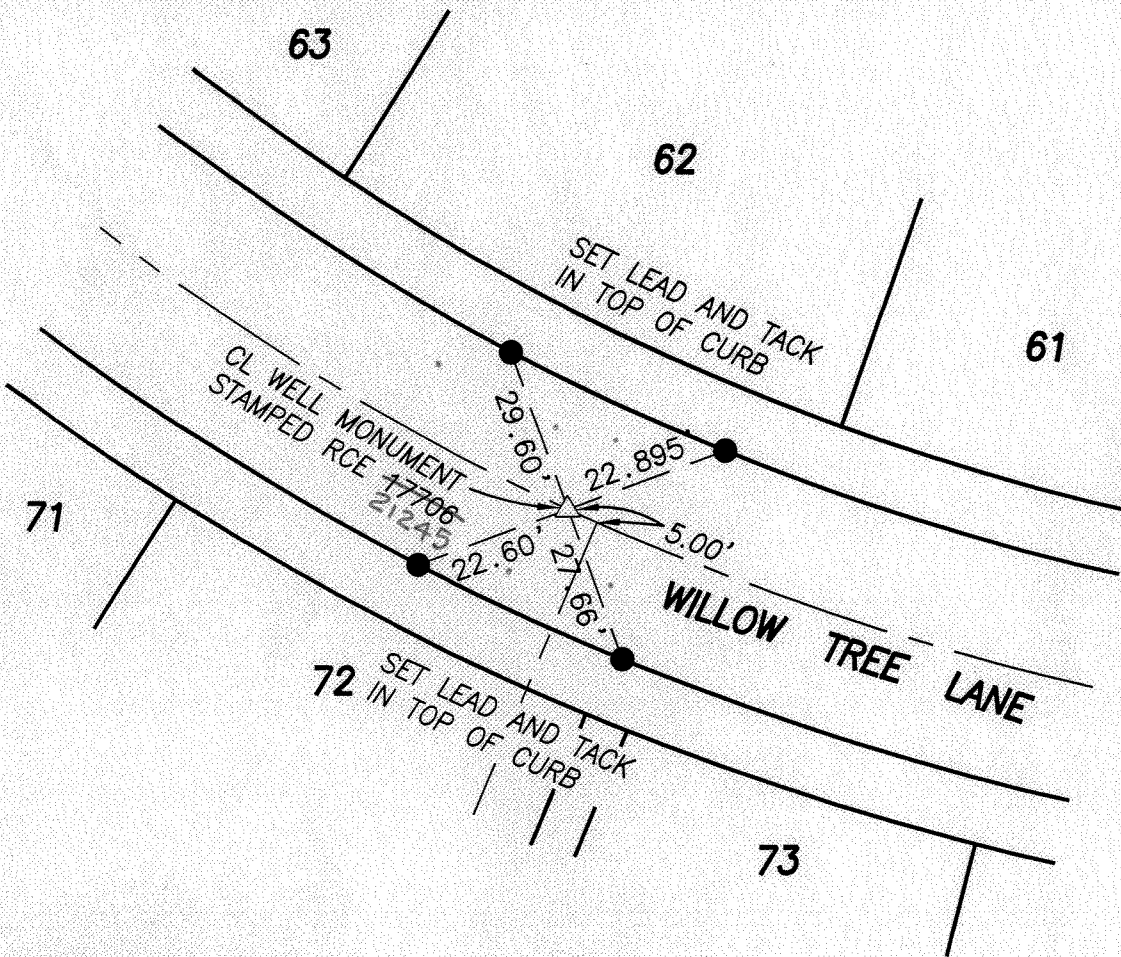 63
62
SET LEAD AND TACK
IN TOP OF CURB
61
CL WELL MONUMENT
STAMPED RCE 17706
21245
29.60'
22.895'
71
22.60'
27.66'
5.00'
WILLOW TREE LANE
72
SET LEAD AND TACK
IN TOP OF CURB
73